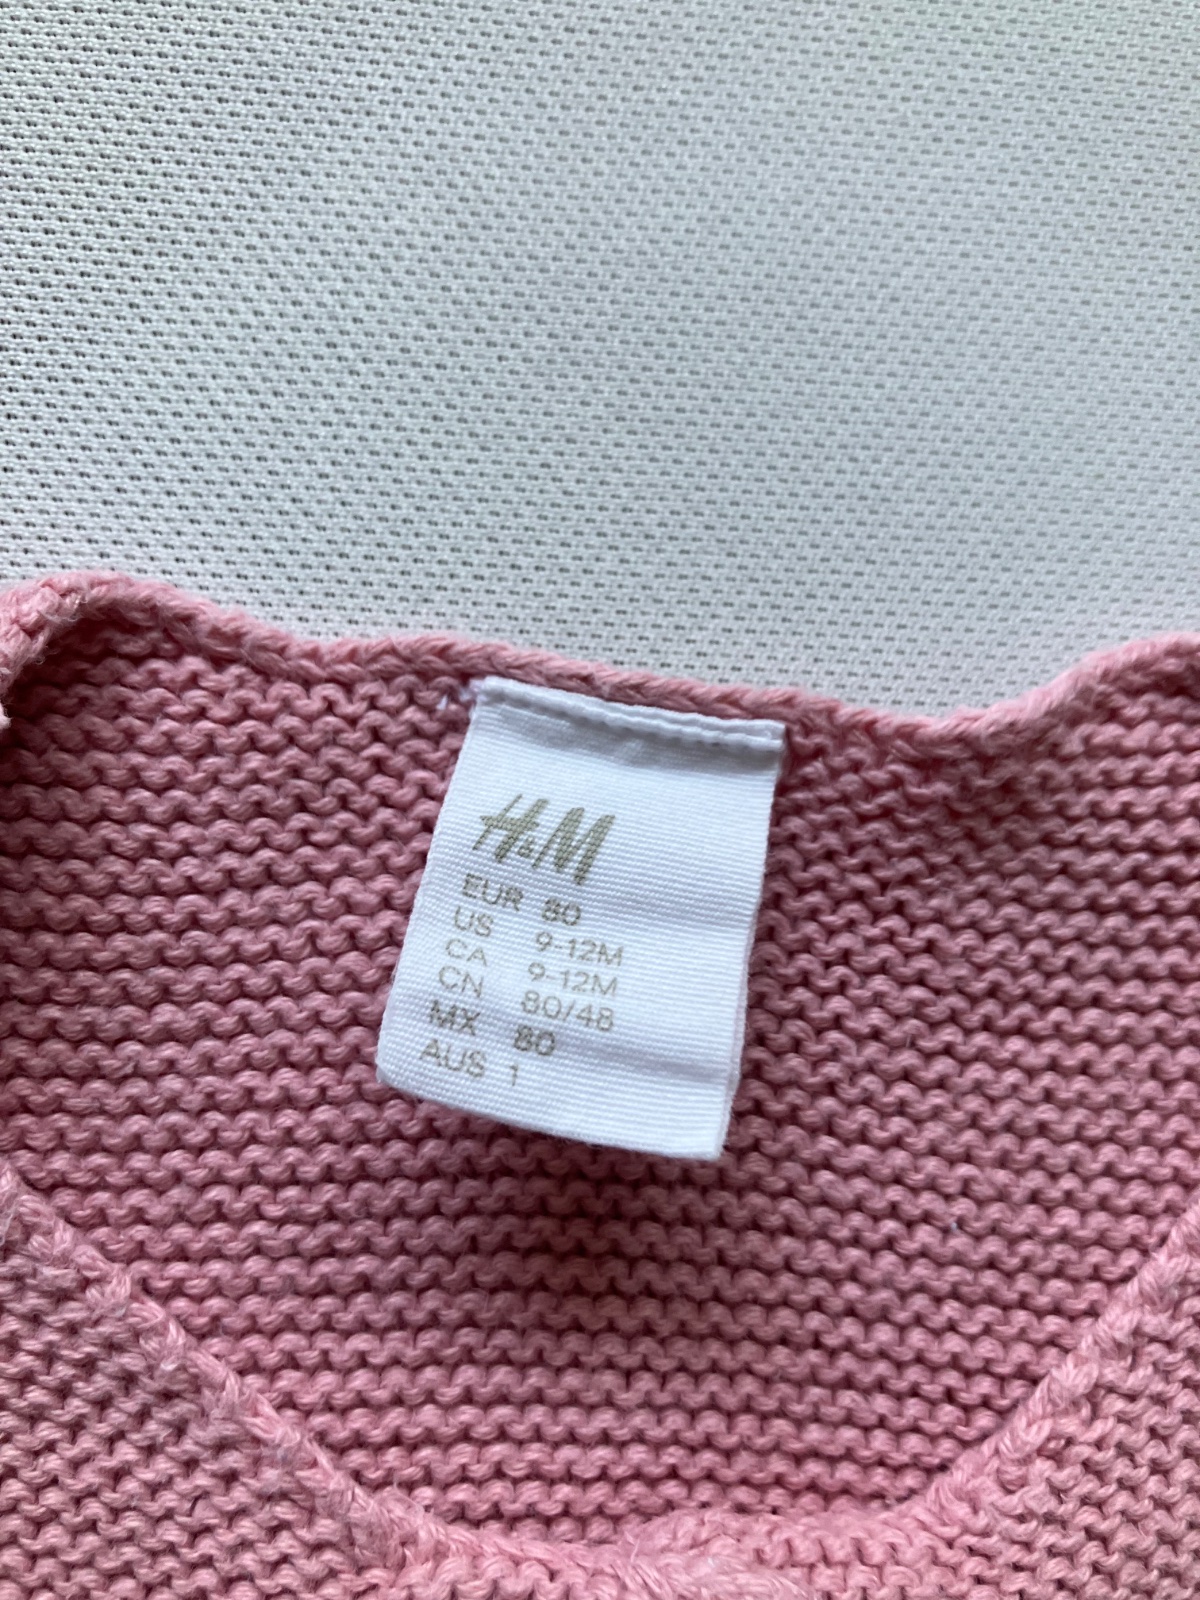 H&M
EUR 80
US 9-12M
CA 9-12M
CN 80/48
MX 80
AUS 1